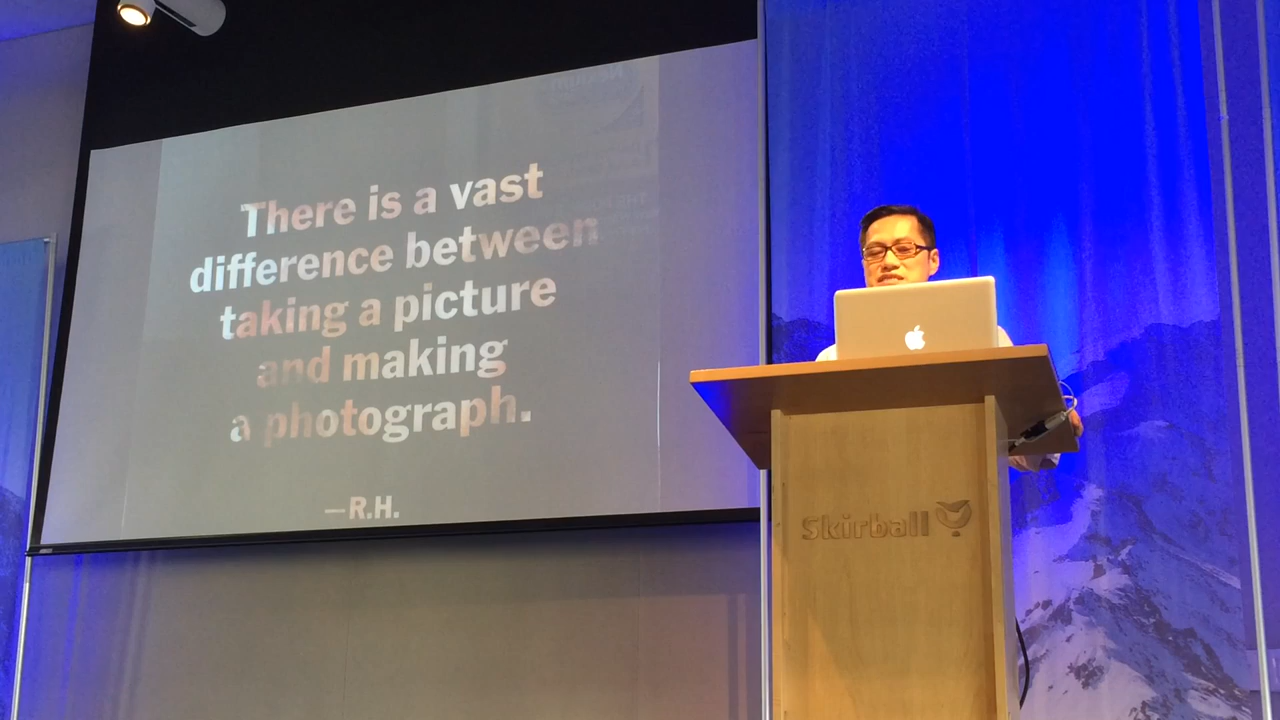 There is a vast
difference between
taking a picture
and making
a photograph.
—R.H.
Skirball